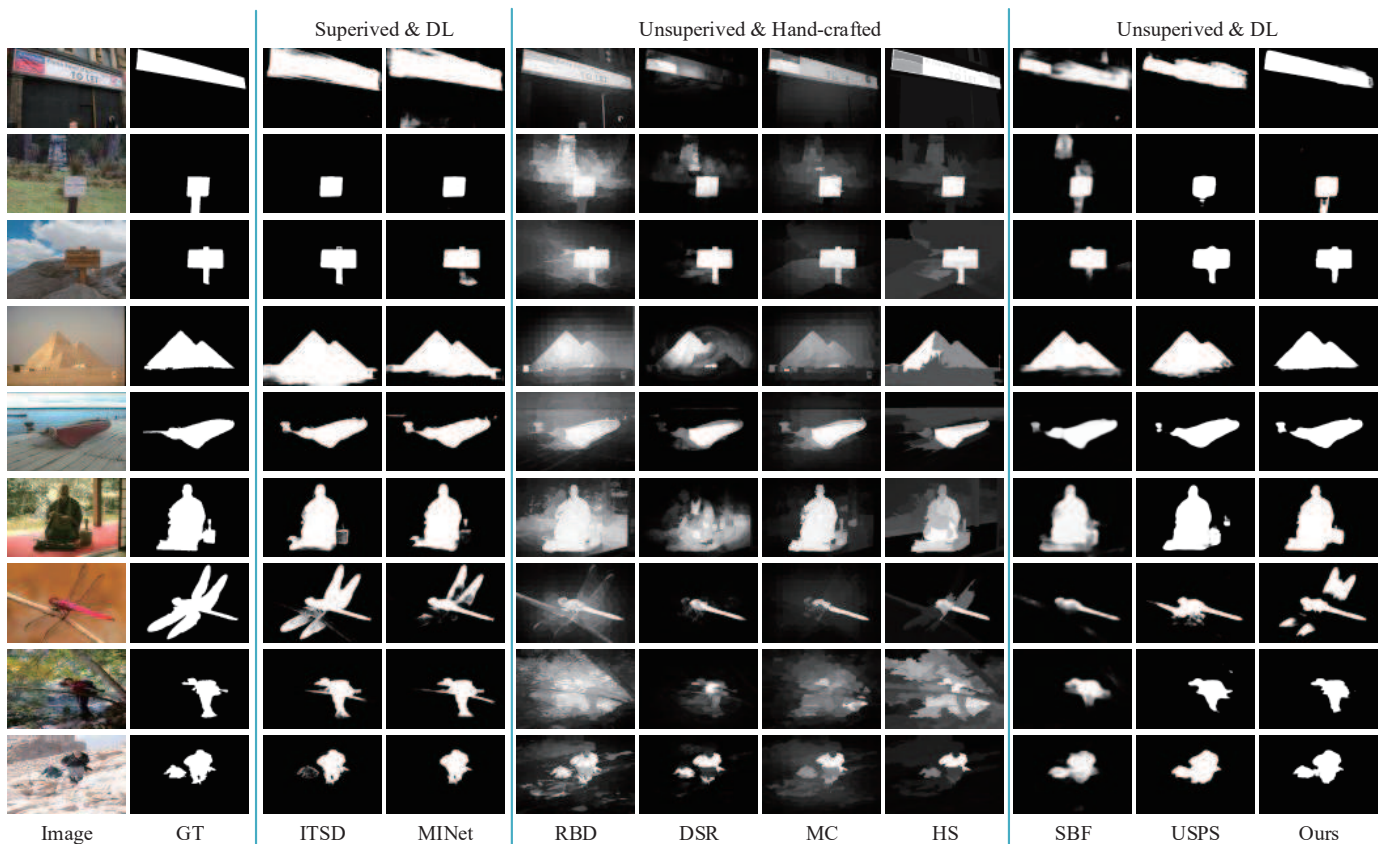 Superived & DL
Unsuperived & Hand-crafted
Unsuperived & DL
TO LET
Image
GT
ITSD
MINet
RBD
DSR
MC
HS
SBF
USPS
Ours